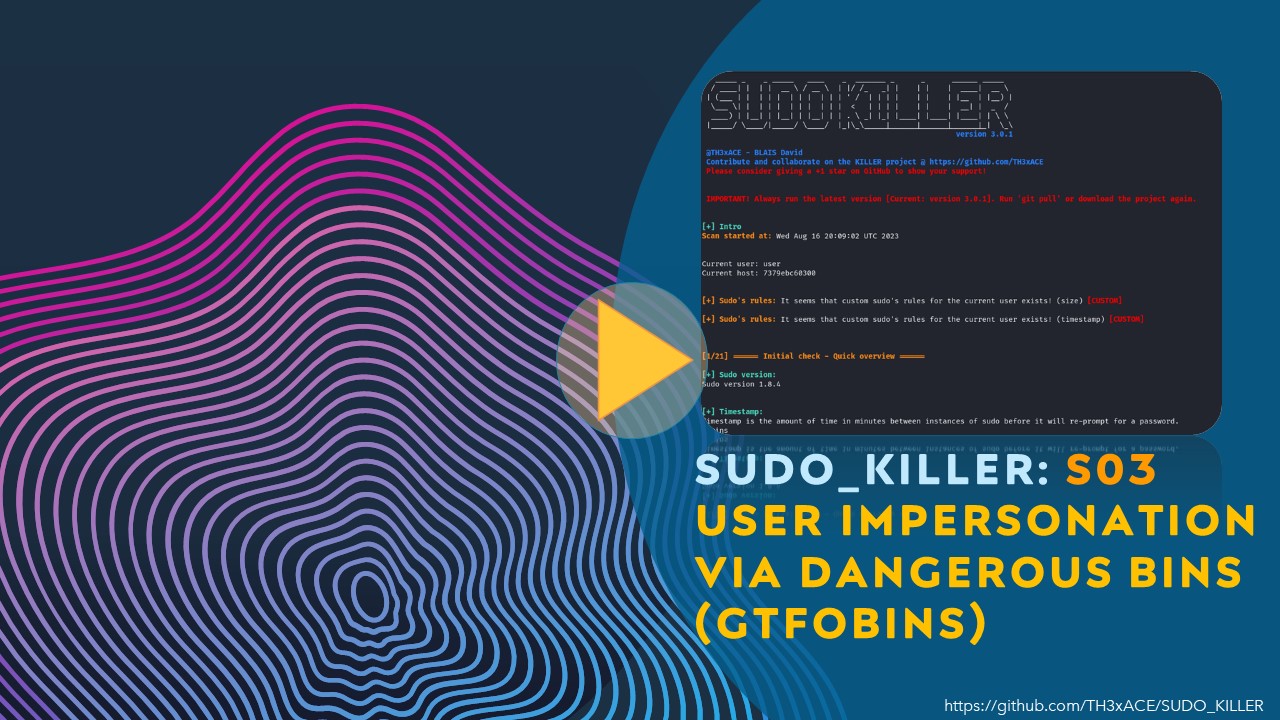 SUDOKILLER
version 3.0.1
@TH3xACE - BLAIS David
Contribute and collaborate on the KILLER project @ https://github.com/TH3xACE
Please consider giving a +1 star on GitHub to show your support!
IMPORTANT! Always run the latest version [Current: version 3.0.1]. Run 'git pull' or download the project again.
[+] Intro
Scan started at: Wed Aug 16 20:09:02 UTC 2023
Current user: user
Current host: 7379ebc60300
[+] Sudo's rules: It seems that custom sudo's rules for the current user exists! (size) [CUSTOM]
[+] Sudo's rules: It seems that custom sudo's rules for the current user exists! (timestamp) [CUSTOM]
[1/21] ====== Initial check - Quick overview ======
[+] Sudo version:
Sudo version 1.8.4
[+] Timestamp:
Timestamp is the amount of time in minutes between instances of sudo before it will re-prompt for a password.
SUDO_KILLER: S03
USER IMPERSONATION
VIA DANGEROUS BINS
(GTFOBINS)
https://github.com/TH3xACE/SUDO_KILLER